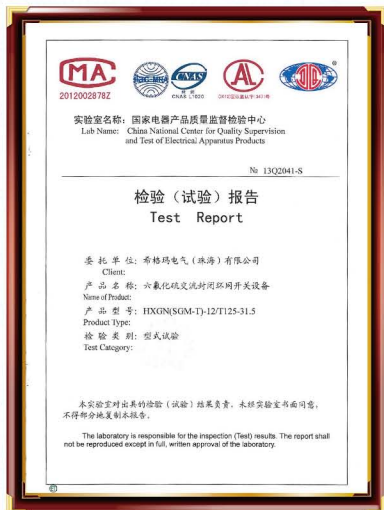 MA
ilac-MRA
CNAS
AL
2012002878Z
CNAS L1020
实验室名称：国家电器产品质量监督检验中心
Lab Name: China National Center for Quality Supervision
and Test of Electrical Apparatus Products
№ 13Q2041-S
检验（试验）报告
Test Report
委托单位：希格玛电气（珠海）有限公司
Client:
产品名称：六氟化硫交流封闭环网开关设备
Name of Product:
产品型号：HXGN(SGM-T)-12/T125-31.5
Product Type:
检验类别：型式试验
Test Category:
本实验室对出具的检验（试验）结果负责。未经实验室书面同意，
不得部分地复制本报告。
The laboratory is responsible for the inspection (Test) results. The report shall
not be reproduced except in full, written approval of the laboratory.